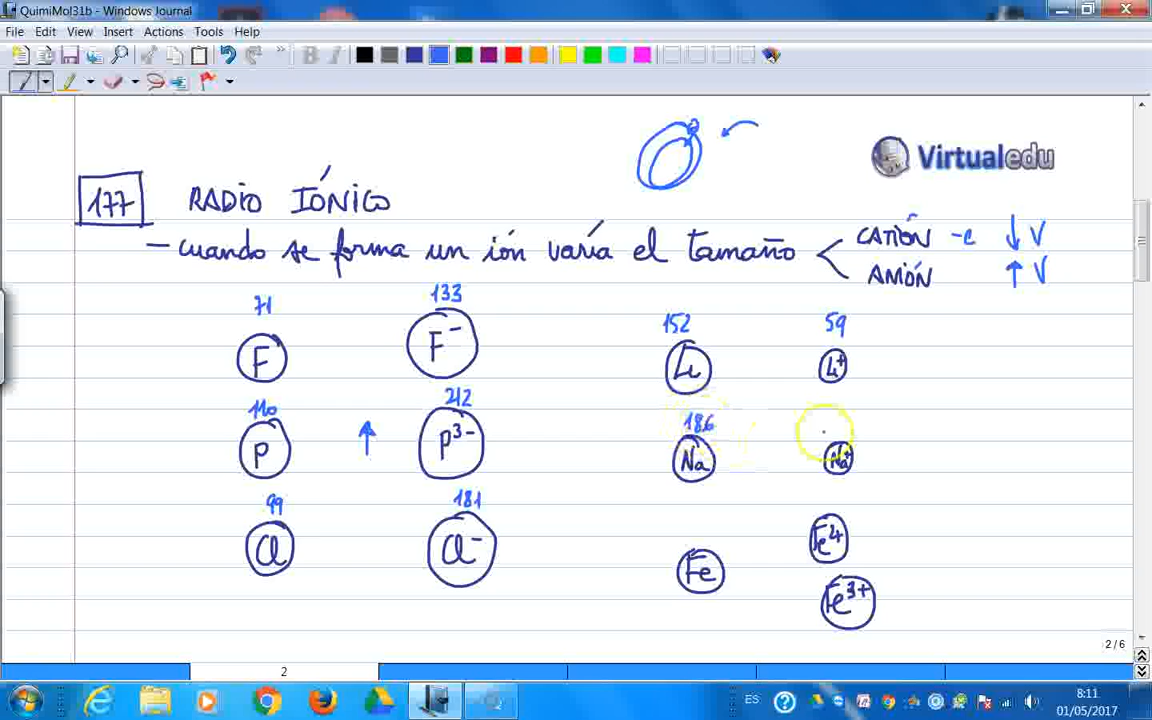 QuimiMol31b - Windows Journal
File Edit View Insert Actions Tools Help
B I
Virtualedu
177 RADIO IÓNICO
— cuando se forma un ión varía el tamaño < CATIÓN -e ↓ V
ANIÓN ↑ V
71 133 152 59
F F⁻ Li Li⁺
110 ↑ 212 186
P P³⁻ Na Na⁺
99 181
Cl Cl⁻ Fe Fe²⁺
Fe³⁺
2 / 6
2
ES 8:11
01/05/2017